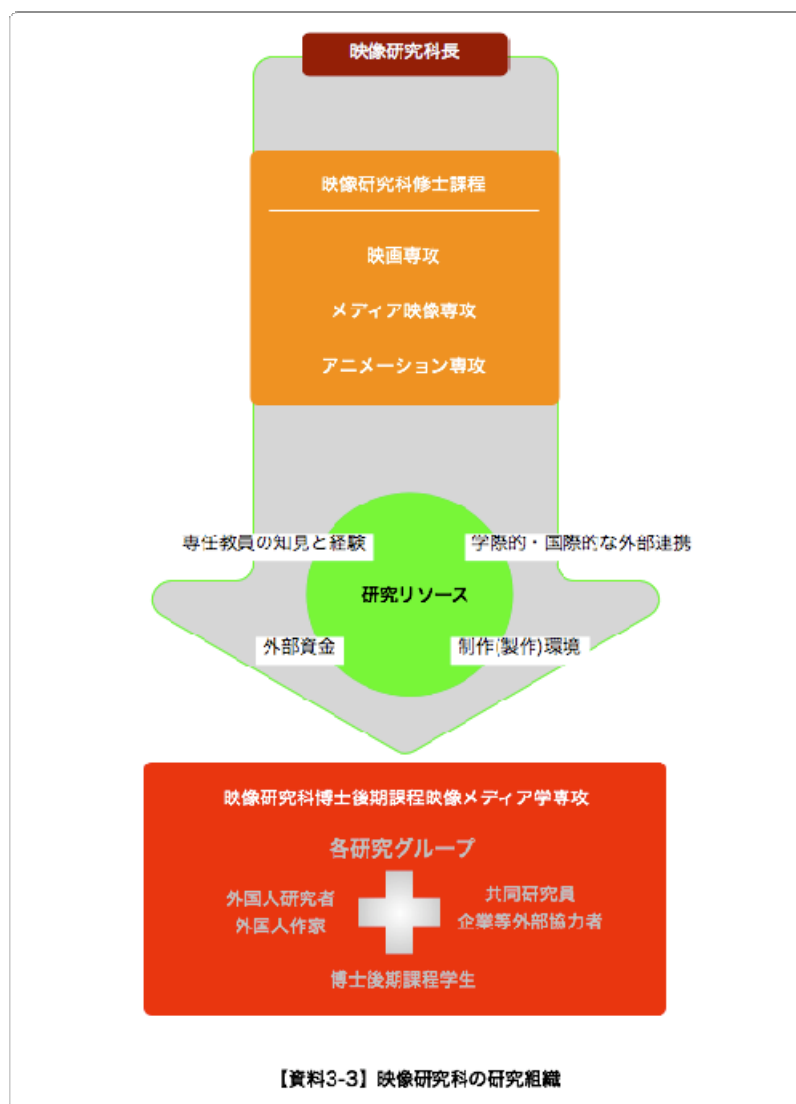 映像研究科長
映像研究科修士課程
映画専攻
メディア映像専攻
アニメーション専攻
専任教員の知見と経験
学際的・国際的な外部連携
研究リソース
外部資金
制作(製作)環境
映像研究科博士後期課程映像メディア学専攻
各研究グループ
外国人研究者
外国人作家
共同研究員
企業等外部協力者
博士後期課程学生
【資料3-3】映像研究科の研究組織